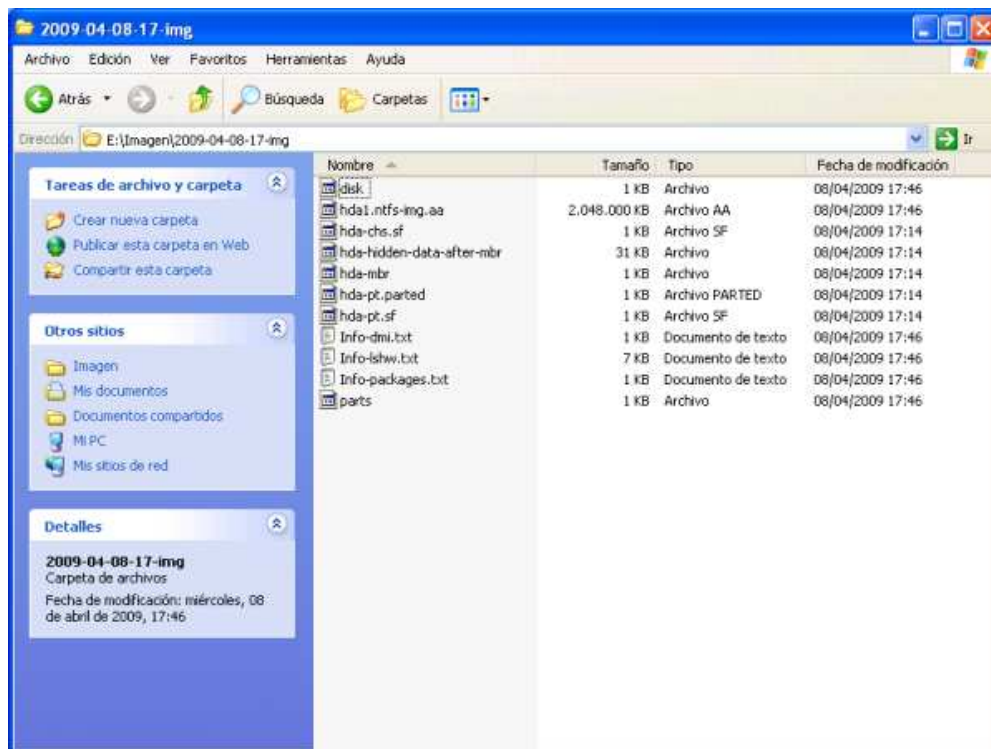 2009-04-08-17-img
Archivo Edición Ver Favoritos Herramientas Ayuda
Atrás Búsqueda Carpetas
Dirección E:\Imagen\2009-04-08-17-img Ir
Tareas de archivo y carpeta
Crear nueva carpeta
Publicar esta carpeta en Web
Compartir esta carpeta
Otros sitios
Imagen
Mis documentos
Documentos compartidos
Mi PC
Mis sitios de red
Detalles
2009-04-08-17-img
Carpeta de archivos
Fecha de modificación: miércoles, 08
de abril de 2009, 17:46
Nombre Tamaño Tipo Fecha de modificación
disk 1 KB Archivo 08/04/2009 17:46
hda1.ntfs-img.aa 2.048.000 KB Archivo AA 08/04/2009 17:46
hda-chs.sf 1 KB Archivo SF 08/04/2009 17:14
hda-hidden-data-after-mbr 31 KB Archivo 08/04/2009 17:14
hda-mbr 1 KB Archivo 08/04/2009 17:14
hda-pt.parted 1 KB Archivo PARTED 08/04/2009 17:14
hda-pt.sf 1 KB Archivo SF 08/04/2009 17:14
Info-dmi.txt 1 KB Documento de texto 08/04/2009 17:46
Info-lshw.txt 7 KB Documento de texto 08/04/2009 17:46
Info-packages.txt 1 KB Documento de texto 08/04/2009 17:46
parts 1 KB Archivo 08/04/2009 17:46